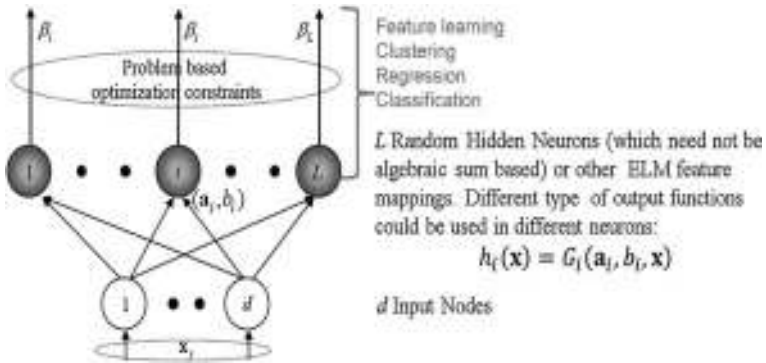 β₁ βᵢ β_L
Feature learning
Clustering
Regression
Classification
Problem based
optimization constraints
L Random Hidden Neurons (which need not be
algebraic sum based) or other ELM feature
mappings. Different type of output functions
could be used in different neurons:
hᵢ(x) = Gᵢ(aᵢ, bᵢ, x)
1 i L
(aᵢ, bᵢ)
1 d
d Input Nodes
xⱼ